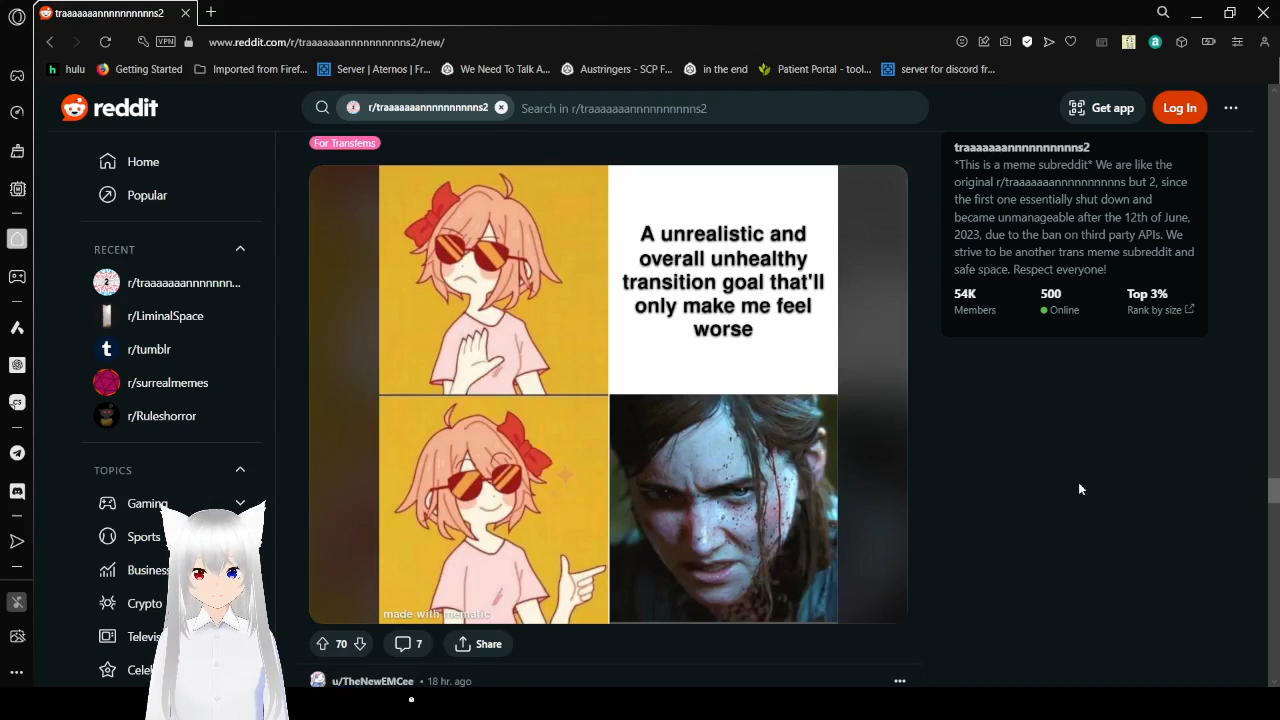 traaaaaaannnnnnnnnns2
VPN
www.reddit.com/r/traaaaaaannnnnnnnnns2/new/
hulu
Getting Started
Imported from Firef...
Server | Aternos | Fr...
We Need To Talk A...
Austringers - SCP F...
in the end
Patient Portal - tool...
server for discord fr...
reddit
r/traaaaaaannnnnnnnnns2
Search in r/traaaaaaannnnnnnnnns2
Get app
Log In
Home
Popular
RECENT
r/traaaaaaannnnnnn...
r/LiminalSpace
r/tumblr
r/surrealmemes
r/Ruleshorror
TOPICS
Gaming
Sports
Business
Crypto
Televis
Celeb
For Transfems
A unrealistic and
overall unhealthy
transition goal that'll
only make me feel
worse
made with mematic
70
7
Share
u/TheNewEMCee • 18 hr. ago
traaaaaaannnnnnnnnns2
*This is a meme subreddit* We are like the
original r/traaaaaaannnnnnnnnns but 2, since
the first one essentially shut down and
became unmanageable after the 12th of June,
2023, due to the ban on third party APIs. We
strive to be another trans meme subreddit and
safe space. Respect everyone!
54K
500
Top 3%
Members
Online
Rank by size